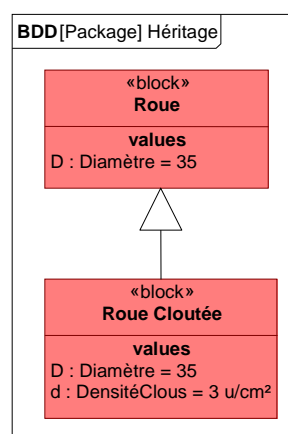 BDD[Package] Héritage
«block»
Roue
values
D : Diamètre = 35
«block»
Roue Cloutée
values
D : Diamètre = 35
d : DensitéClous = 3 u/cm²